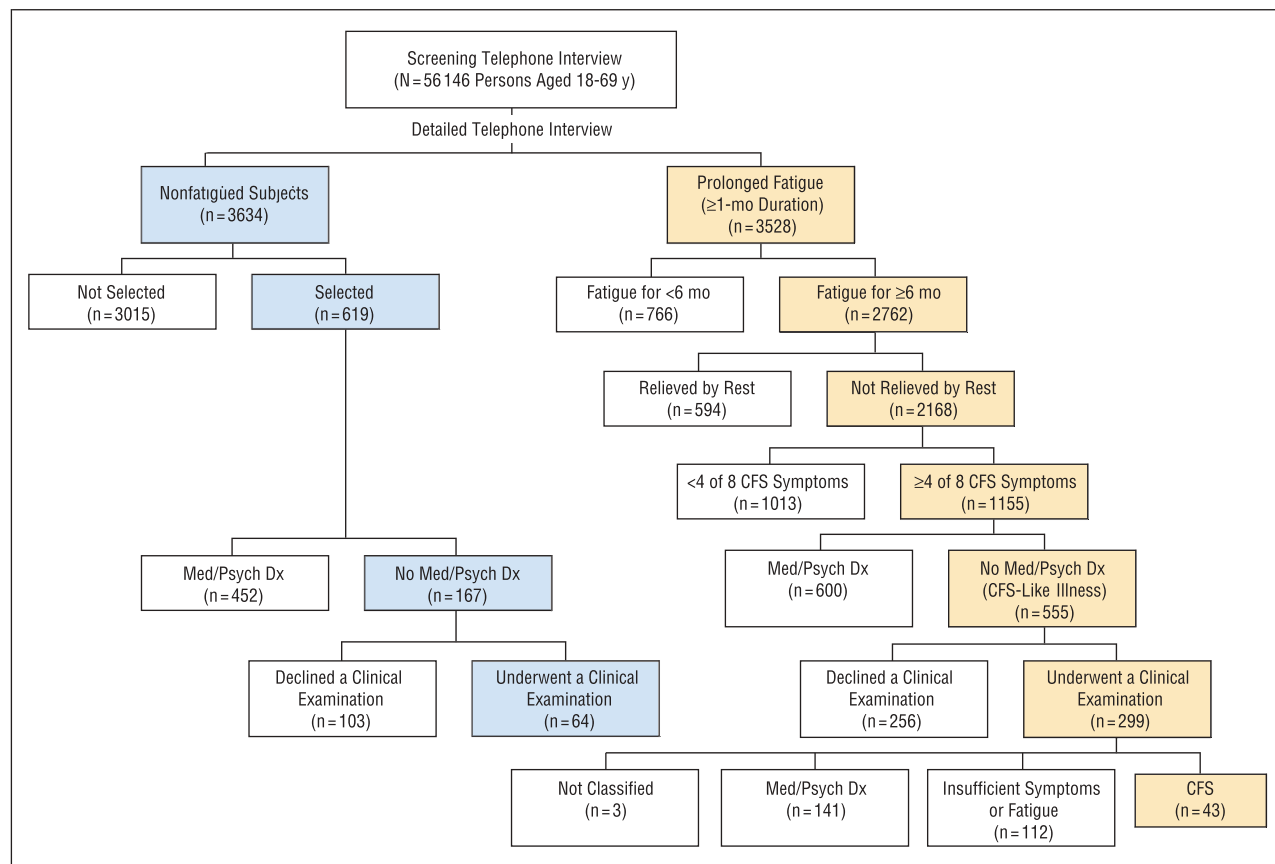 Screening Telephone Interview
(N = 56 146 Persons Aged 18-69 y)
Detailed Telephone Interview
Nonfatigued Subjects
(n = 3634)
Prolonged Fatigue
(≥1-mo Duration)
(n = 3528)
Not Selected
(n = 3015)
Selected
(n = 619)
Fatigue for <6 mo
(n = 766)
Fatigue for ≥6 mo
(n = 2762)
Relieved by Rest
(n = 594)
Not Relieved by Rest
(n = 2168)
<4 of 8 CFS Symptoms
(n = 1013)
≥4 of 8 CFS Symptoms
(n = 1155)
Med/Psych Dx
(n = 452)
No Med/Psych Dx
(n = 167)
Med/Psych Dx
(n = 600)
No Med/Psych Dx
(CFS-Like Illness)
(n = 555)
Declined a Clinical
Examination
(n = 103)
Underwent a Clinical
Examination
(n = 64)
Declined a Clinical
Examination
(n = 256)
Underwent a Clinical
Examination
(n = 299)
Not Classified
(n = 3)
Med/Psych Dx
(n = 141)
Insufficient Symptoms
or Fatigue
(n = 112)
CFS
(n = 43)